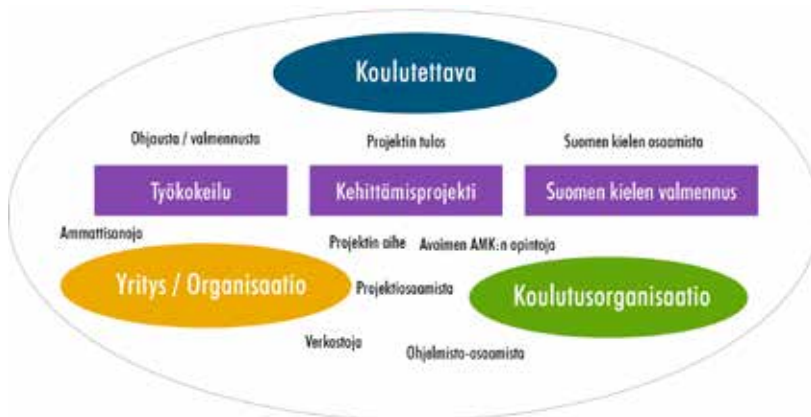 Koulutettava
Ohjausta / valmennusta
Projektin tulos
Suomen kielen osaamista
Työkokeilu
Kehittämisprojekti
Suomen kielen valmennus
Ammattisanoja
Projektin aihe
Avoimen AMK:n opintoja
Yritys / Organisaatio
Projektiosaamista
Koulutusorganisaatio
Verkostoja
Ohjelmisto-osaamista